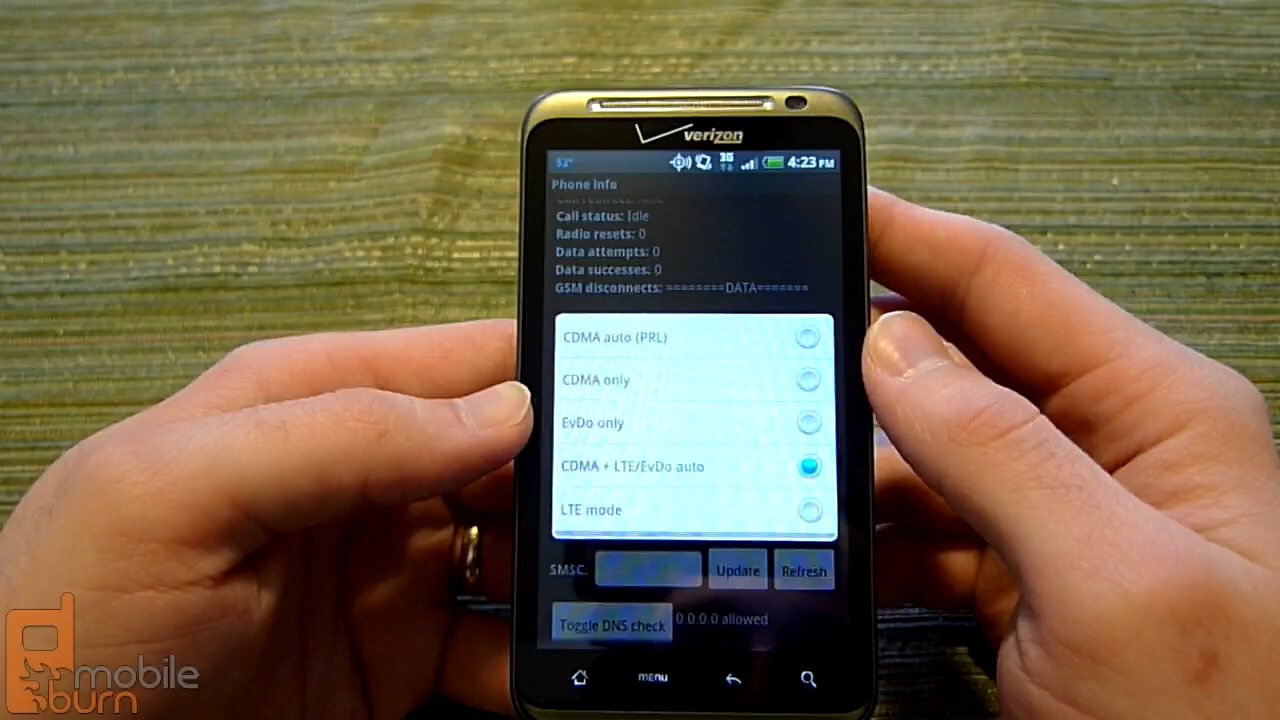 verizon
52° 3G 4:23 PM
Phone info
Call status: Idle
Radio resets: 0
Data attempts: 0
Data successes: 0
GSM disconnects: ========DATA=======
CDMA auto (PRL)
CDMA only
EvDo only
CDMA + LTE/EvDo auto
LTE mode
SMSC: Update Refresh
Toggle DNS check 0.0.0.0 allowed
menu
mobile
burn